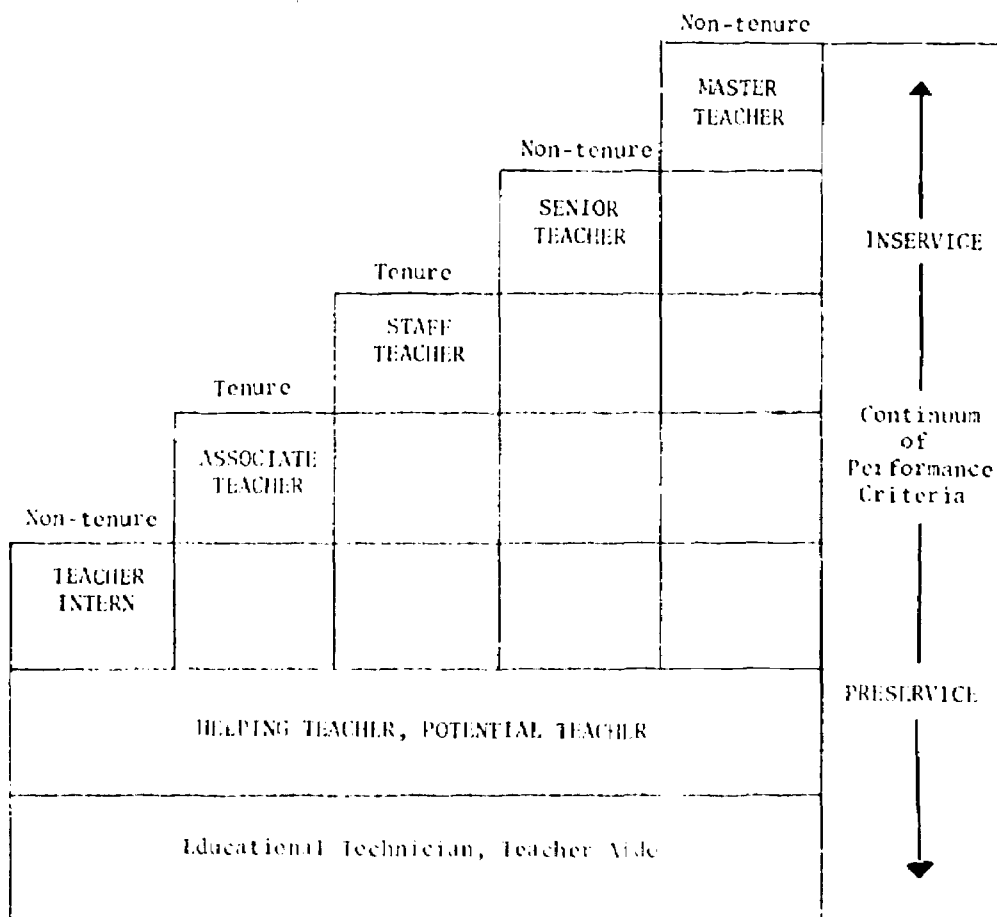 Non-tenure
MASTER
TEACHER
Non-tenure
SENIOR
TEACHER
INSERVICE
Tenure
STAFF
TEACHER
Tenure
Continuum
of
Performance
Criteria
ASSOCIATE
TEACHER
Non-tenure
TEACHER
INTERN
PRESERVICE
HELPING TEACHER, POTENTIAL TEACHER
Educational Technician, Teacher Aide